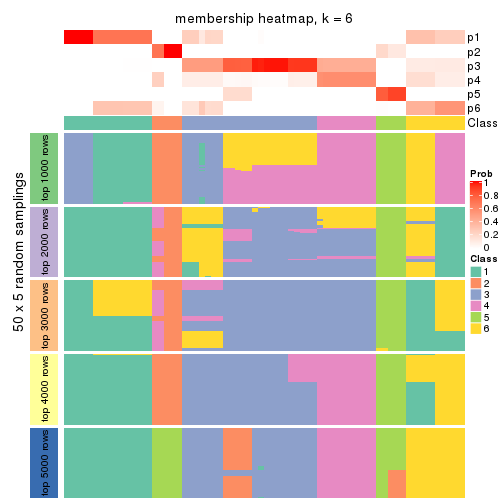 membership heatmap, k = 6
p1
p2
p3
p4
p5
p6
Class
50 x 5 random samplings
top 1000 rows
top 2000 rows
top 3000 rows
top 4000 rows
top 5000 rows
Prob
1
0.8
0.6
0.4
0.2
0
Class
1
2
3
4
5
6